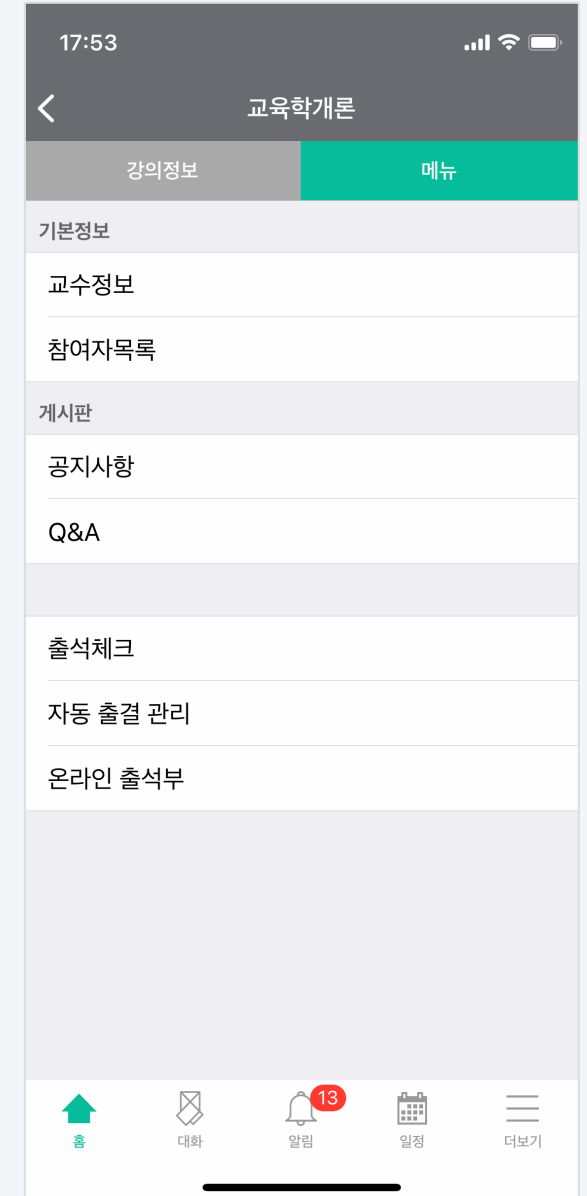 17:53
교육학개론
강의정보 메뉴
기본정보
교수정보
참여자목록
게시판
공지사항
Q&A
출석체크
자동 출결 관리
온라인 출석부
13
홈 대화 알림 일정 더보기